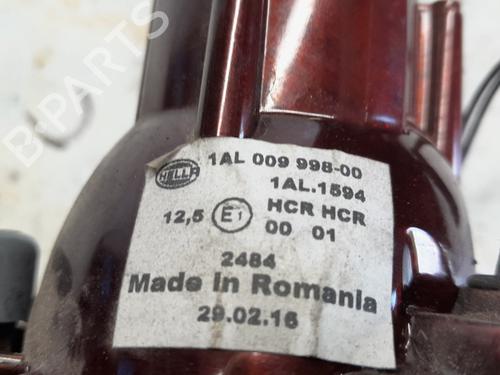 B-PARTS
1AL 009 998-00
HELLA
1AL.1594
HCR HCR
12,5 E1
00 01
2484
Made in Romania
29.02.16